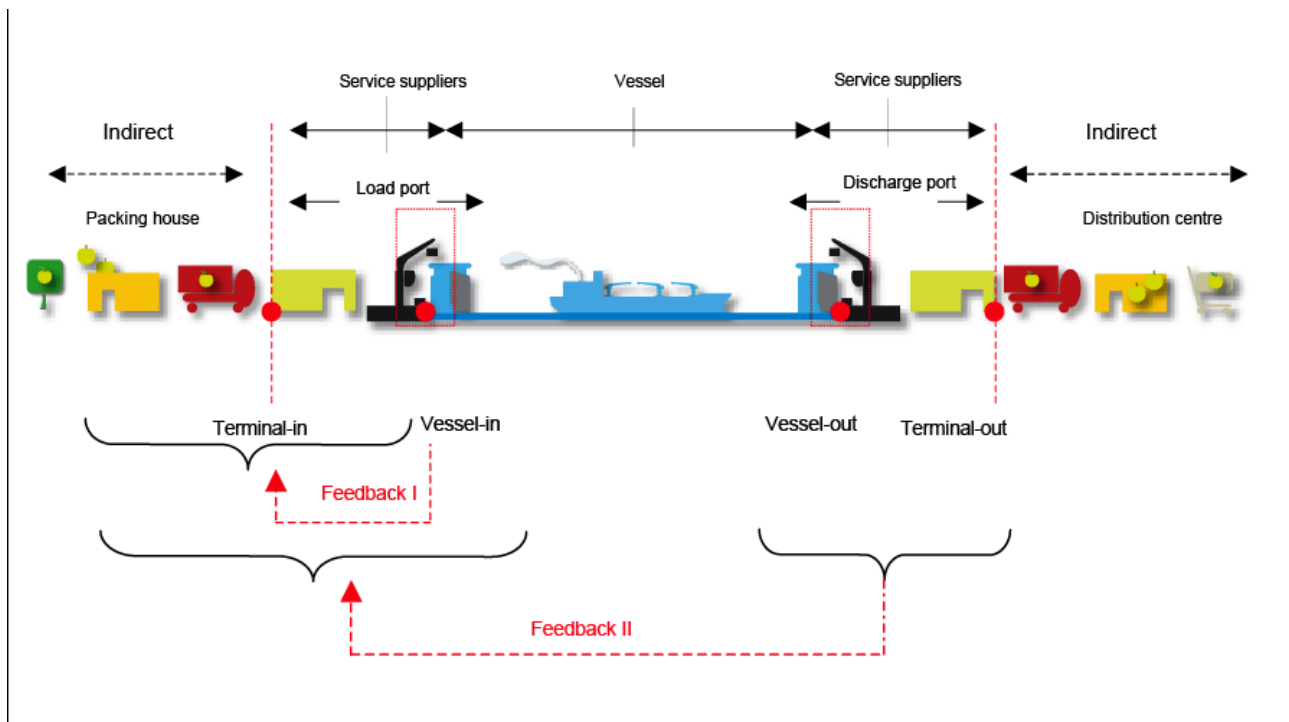 Service suppliers
Vessel
Service suppliers
Indirect
Indirect
Load port
Discharge port
Packing house
Distribution centre
Terminal-in
Vessel-in
Vessel-out
Terminal-out
Feedback I
Feedback II